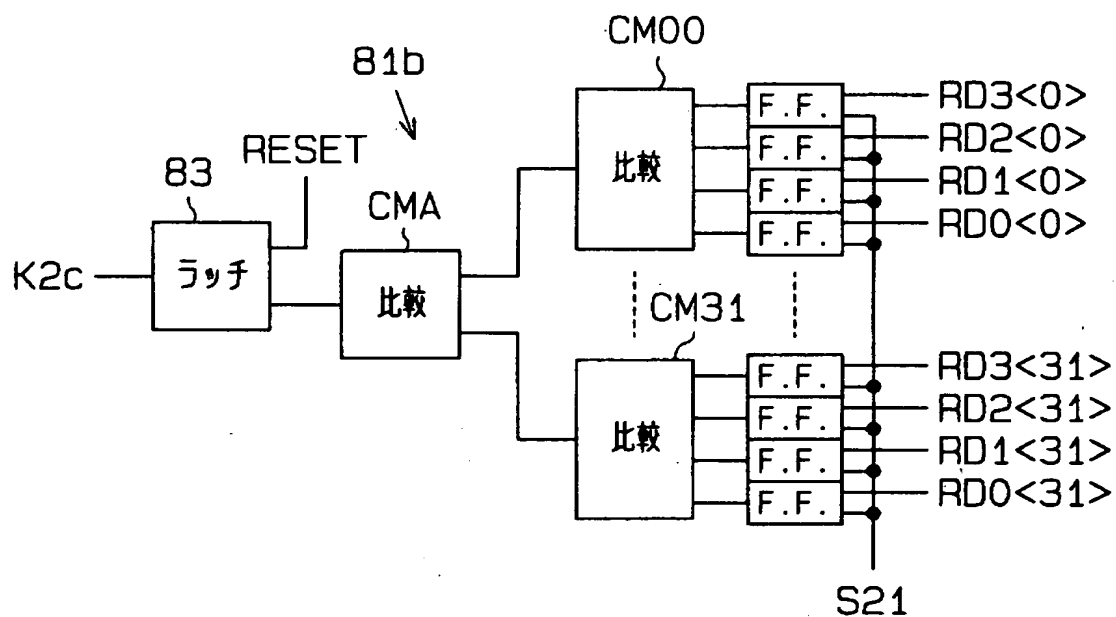 CM00
81b
RESET
83
CMA
K2c
ラッチ
比較
比較
F.F.
F.F.
F.F.
F.F.
RD3<0>
RD2<0>
RD1<0>
RD0<0>
CM31
比較
F.F.
F.F.
F.F.
F.F.
RD3<31>
RD2<31>
RD1<31>
RD0<31>
S21